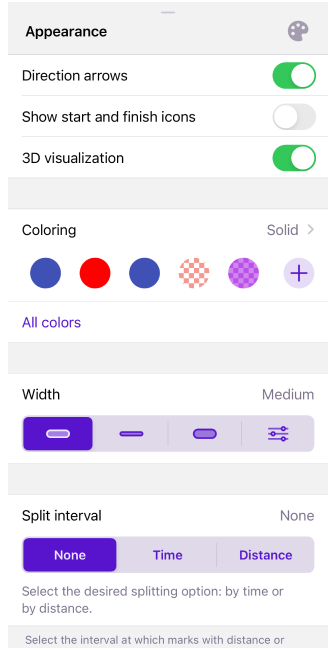 Appearance
Direction arrows
Show start and finish icons
3D visualization
Coloring Solid
All colors
Width Medium
Split interval None
None Time Distance
Select the desired splitting option: by time or
by distance.
Select the interval at which marks with distance or